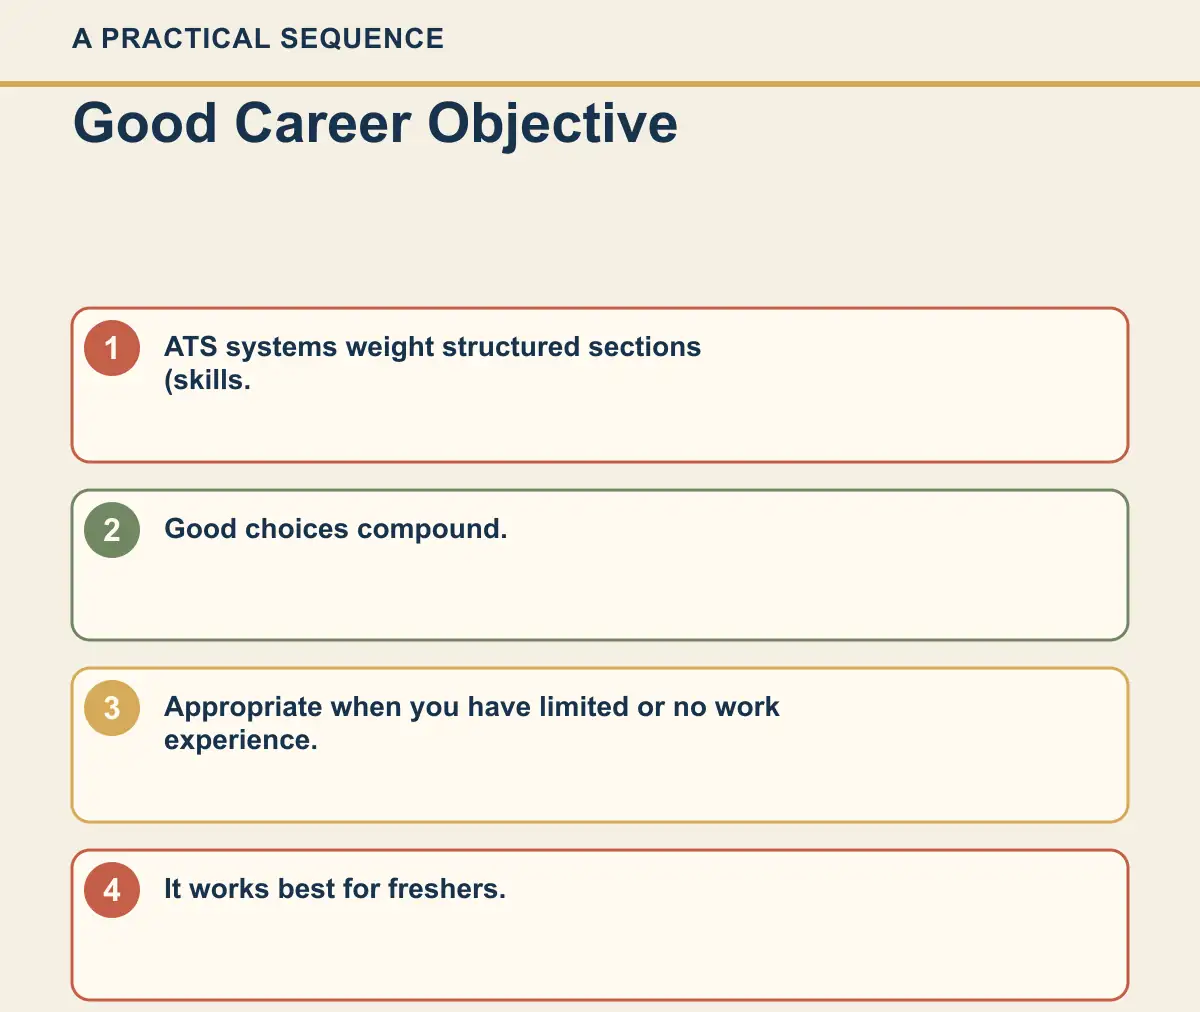 A PRACTICAL SEQUENCE
Good Career Objective
1
ATS systems weight structured sections
(skills.
2
Good choices compound.
3
Appropriate when you have limited or no work
experience.
4
It works best for freshers.